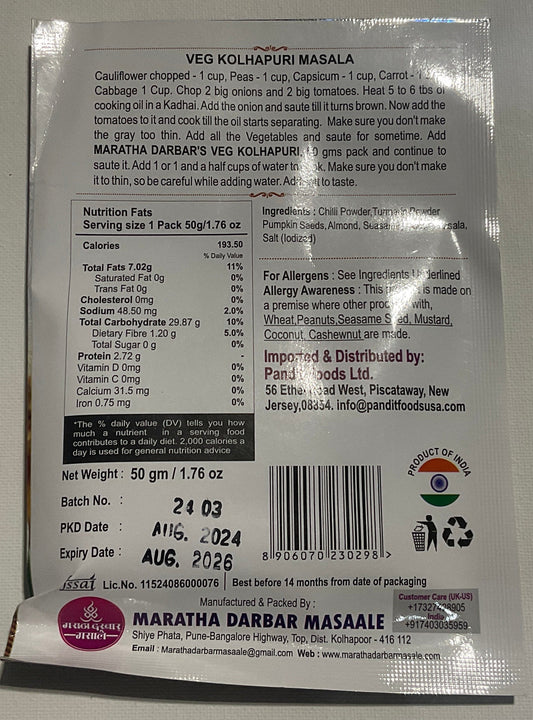 VEG KOLHAPURI MASALA
Cauliflower chopped - 1 cup, Peas - 1 cup, Capsicum - 1 cup, Carrot -
Cabbage 1 Cup. Chop 2 big onions and 2 big tomatoes. Heat 5 to 6 tbs of
cooking oil in a Kadhai. Add the onion and saute till it turns brown. Now add the
tomatoes to it and cook till the oil starts separating. Make sure you don't make
the gray too thin. Add all the Vegetables and saute for sometime. Add
MARATHA DARBAR'S VEG KOLHAPURI gms pack and continue to
saute it. Add 1 or 1 and a half cups of water to Make sure you don't make
it to thin, so be careful while adding water. to taste.
Nutrition Fats
Serving size 1 Pack 50g/1.76 oz
Calories 193.50
% Daily Value
Total Fats 7.02g 11%
Saturated Fat 0g 0%
Trans Fat 0g 0%
Cholesterol 0mg 0%
Sodium 48.50 mg 2.0%
Total Carbohydrate 29.87 g 10%
Dietary Fibre 1.20 g 5.0%
Total Sugar 0 g 0%
Protein 2.72 g -
Vitamin D 0mg 0%
Vitamin C 0mg 0%
Calcium 31.5 mg 0%
Iron 0.75 mg 0%
*The % daily value (DV) tells you how
much a nutrient in a serving food
contributes to a daily diet. 2,000 calories a
day is used for general nutrition advice
Ingredients : Chilli Powder, Turmeric Powder
Pumpkin Seeds, Almond,
Salt (Iodized)
For Allergens : See Ingredients Underlined
Allergy Awareness : This is made on
a premise where other with,
Wheat,Peanuts,Seasame Seed, Mustard,
Coconut, Cashewnut are made.
Imported & Distributed by:
Pandit Foods Ltd.
56 Ethel Road West, Piscataway, New
Jersey,08854. info@panditfoodsusa.com
Net Weight : 50 gm / 1.76 oz
Batch No. : 24 03
PKD Date : AUG. 2024
Expiry Date : AUG. 2026
8 906070 230298 >
PRODUCT OF INDIA
fssai Lic.No. 11524086000076 Best before 14 months from date of packaging
Manufactured & Packed By :
MARATHA DARBAR MASAALE
Shiye Phata, Pune-Bangalore Highway, Top, Dist. Kolhapoor - 416 112
Email : Marathadarbarmasaale@gmail.com Web : www.marathadarbarmasale.com
मराठा दरबार
मसाले
Customer Care (UK-US)
India
+917403035959